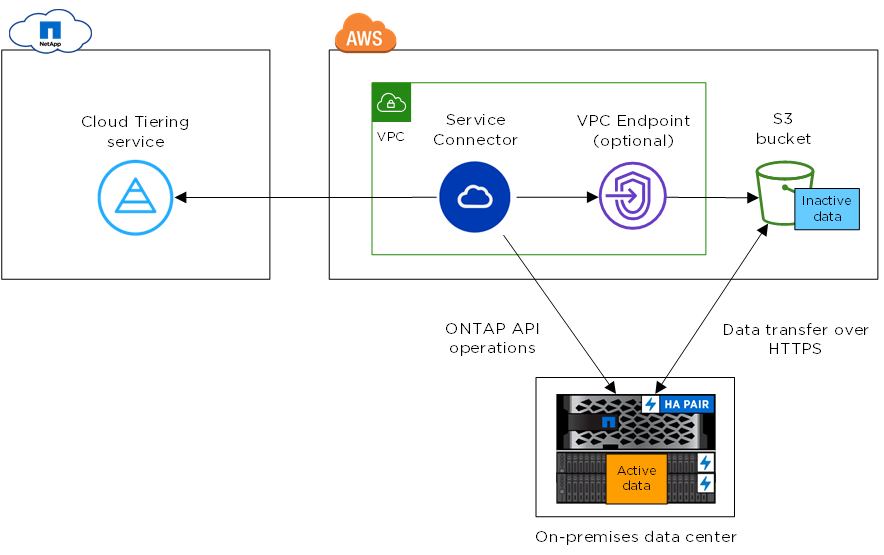 NetApp
AWS
Cloud Tiering
service
VPC
Service
Connector
VPC Endpoint
(optional)
S3
bucket
Inactive
data
ONTAP API
operations
Data transfer over
HTTPS
HA PAIR
Active
data
On-premises data center